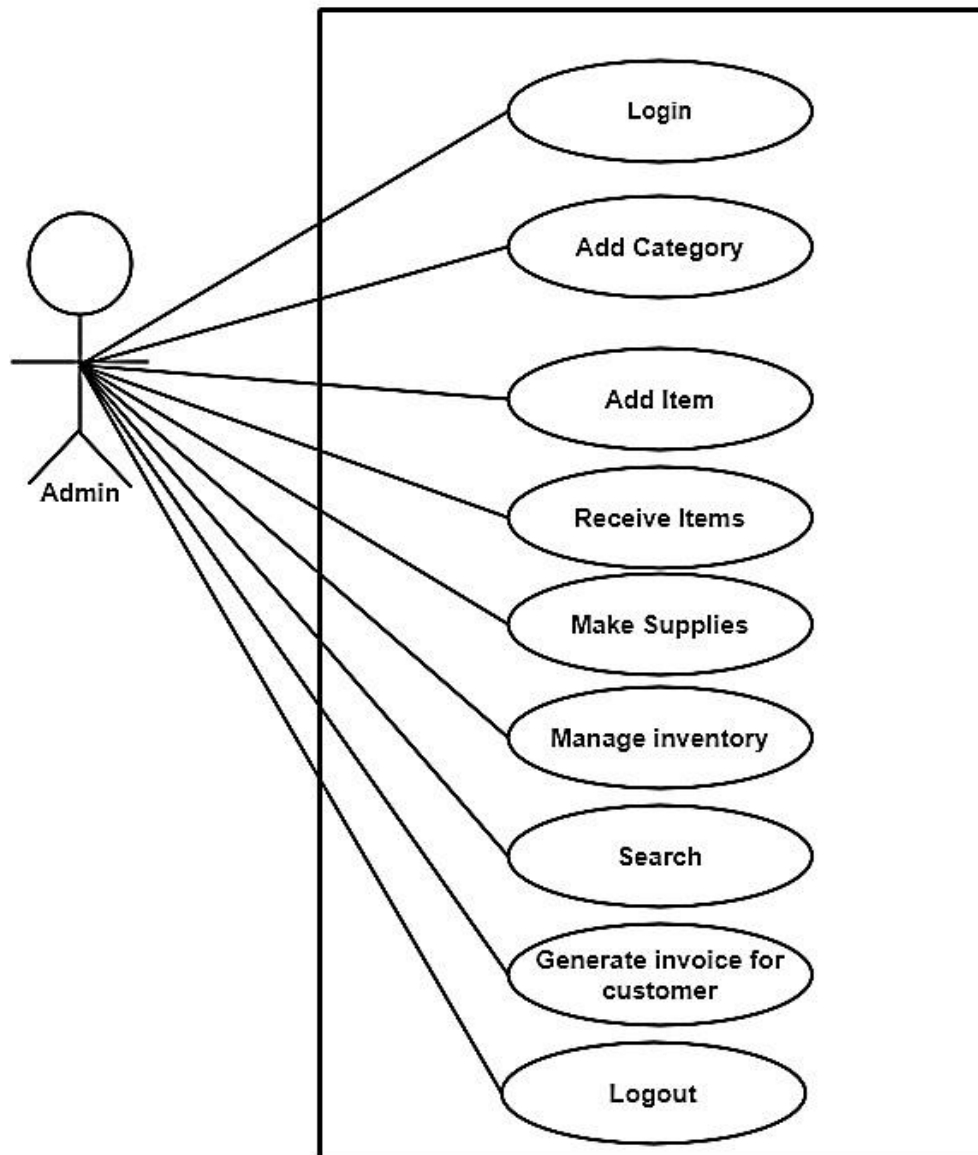 Login
Add Category
Add Item
Admin
Receive Items
Make Supplies
Manage inventory
Search
Generate invoice for
customer
Logout